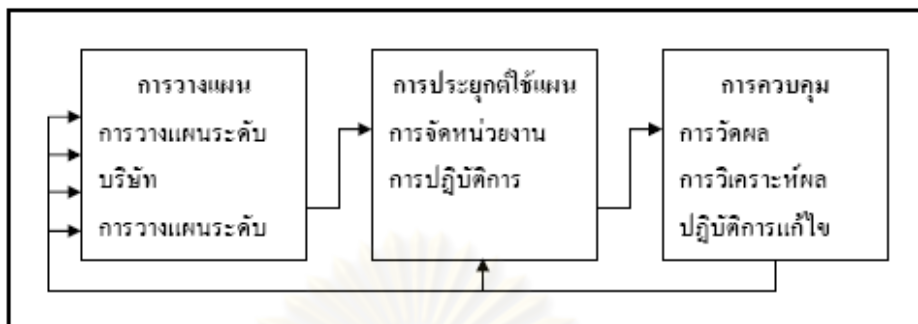 การวางแผน
การวางแผนระดับ
บริษัท
การวางแผนระดับ
การประยุกต์ใช้แผน
การจัดหน่วยงาน
การปฏิบัติการ
การควบคุม
การวัดผล
การวิเคราะห์ผล
ปฏิบัติการแก้ไข